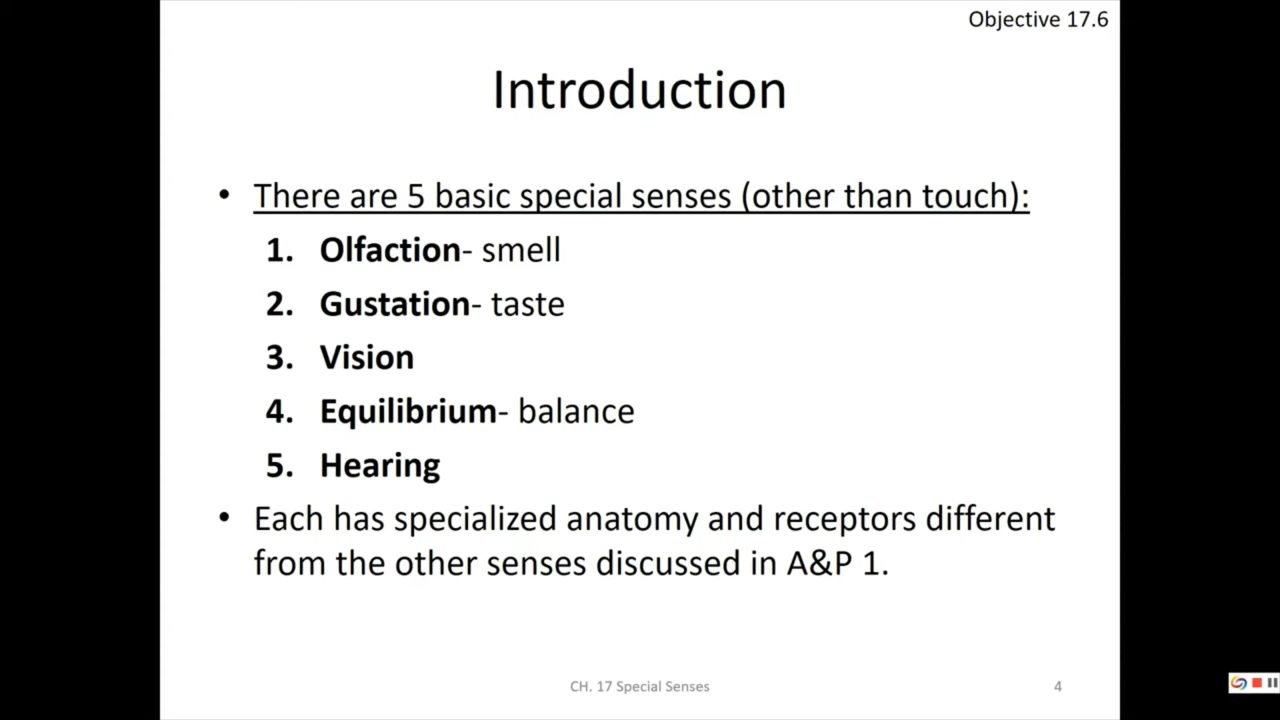 Objective 17.6
Introduction
• There are 5 basic special senses (other than touch):
1. Olfaction- smell
2. Gustation- taste
3. Vision
4. Equilibrium- balance
5. Hearing
• Each has specialized anatomy and receptors different
from the other senses discussed in A&P 1.
CH. 17 Special Senses
4